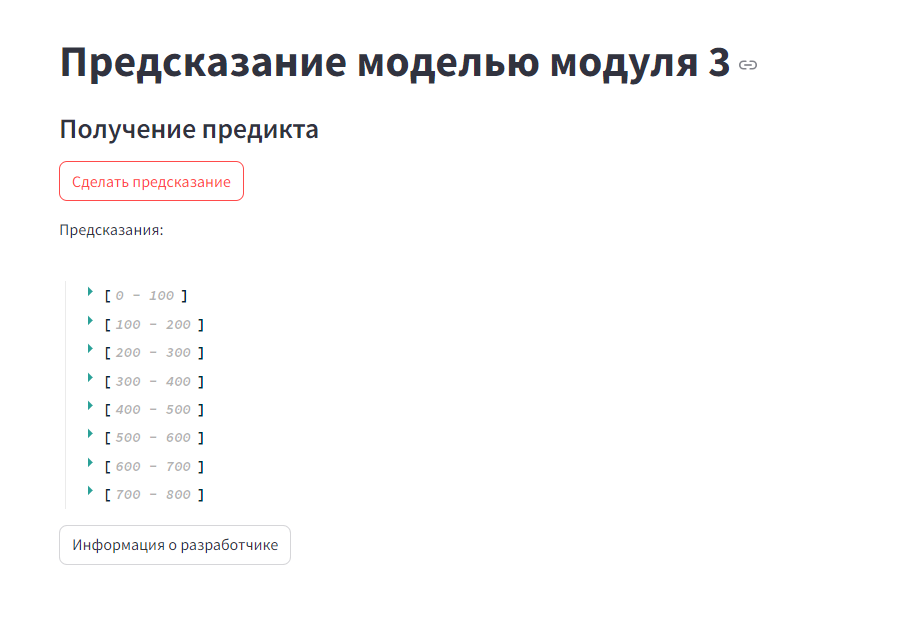 Предсказание моделью модуля 3
Получение предикта
Сделать предсказание
Предсказания:
[ 0 - 100 ]
[ 100 - 200 ]
[ 200 - 300 ]
[ 300 - 400 ]
[ 400 - 500 ]
[ 500 - 600 ]
[ 600 - 700 ]
[ 700 - 800 ]
Информация о разработчике